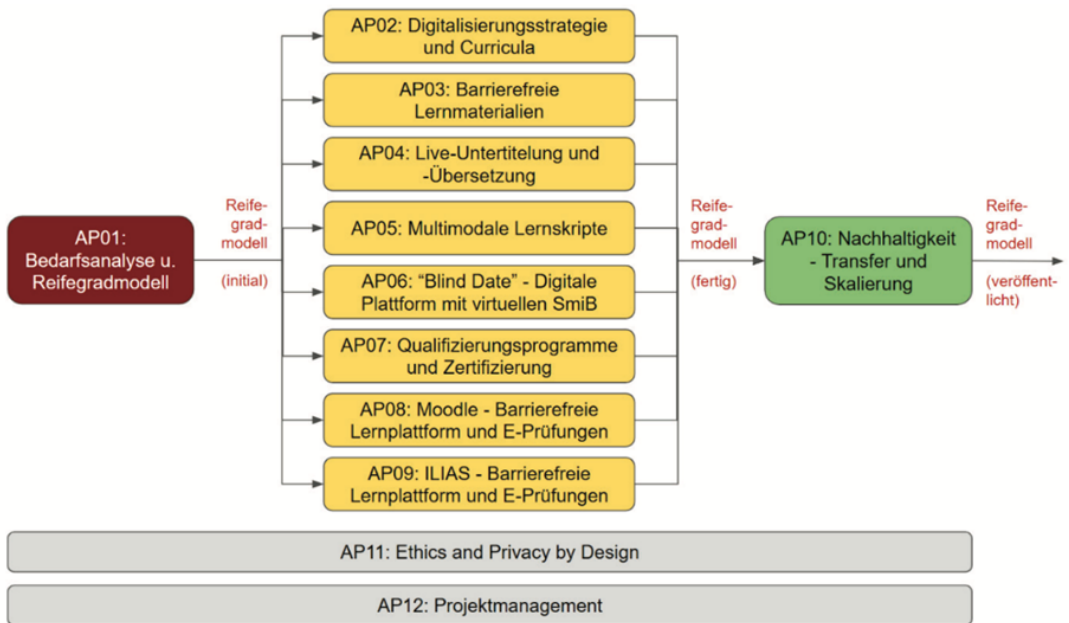 AP02: Digitalisierungsstrategie
und Curricula
AP03: Barrierefreie
Lernmaterialien
AP04: Live-Untertitelung und
-Übersetzung
Reife-
grad-
modell
(initial)
AP01:
Bedarfsanalyse u.
Reifegradmodell
AP05: Multimodale Lernskripte
Reife-
grad-
modell
(fertig)
AP10: Nachhaltigkeit
- Transfer und
Skalierung
Reife-
grad-
modell
(veröffent-
licht)
AP06: “Blind Date” - Digitale
Plattform mit virtuellen SmiB
AP07: Qualifizierungsprogramme
und Zertifizierung
AP08: Moodle - Barrierefreie
Lernplattform und E-Prüfungen
AP09: ILIAS - Barrierefreie
Lernplattform und E-Prüfungen
AP11: Ethics and Privacy by Design
AP12: Projektmanagement